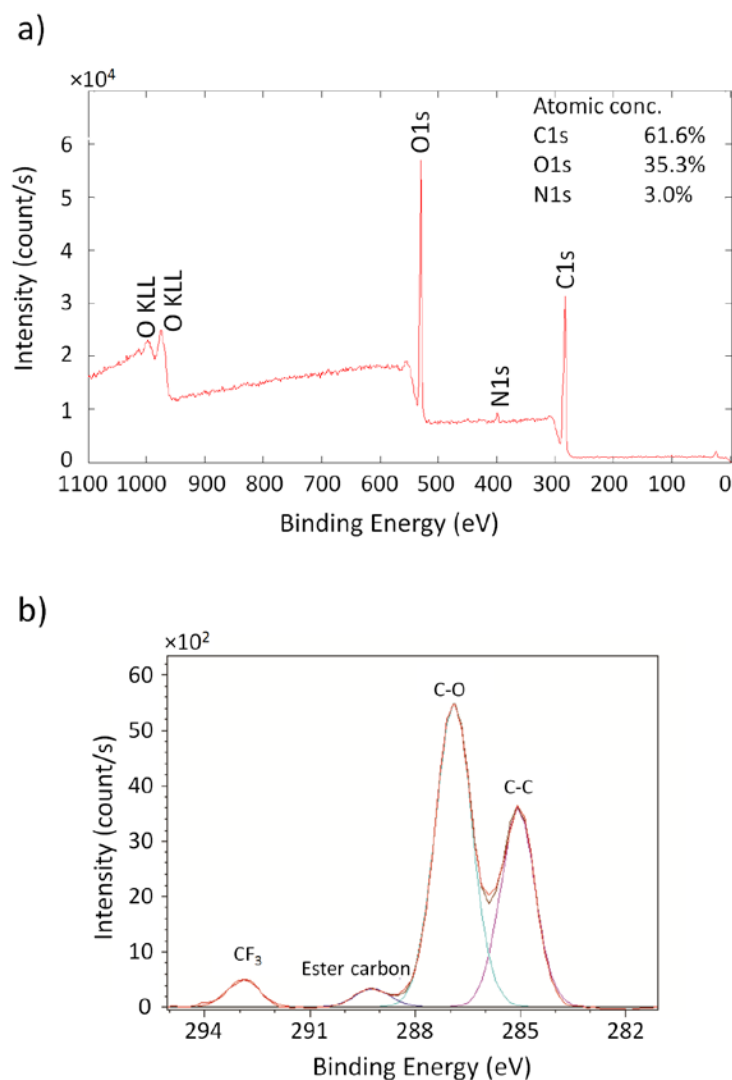 a)
×10⁴
Intensity (count/s)
6
5
4
3
2
1
0
O KLL
O KLL
O1s
N1s
C1s
Atomic conc.
C1s 61.6%
O1s 35.3%
N1s 3.0%
1100 1000 900 800 700 600 500 400 300 200 100 0
Binding Energy (eV)
b)
×10²
Intensity (count/s)
60
50
40
30
20
10
0
C-O
C-C
CF₃
Ester carbon
294 291 288 285 282
Binding Energy (eV)